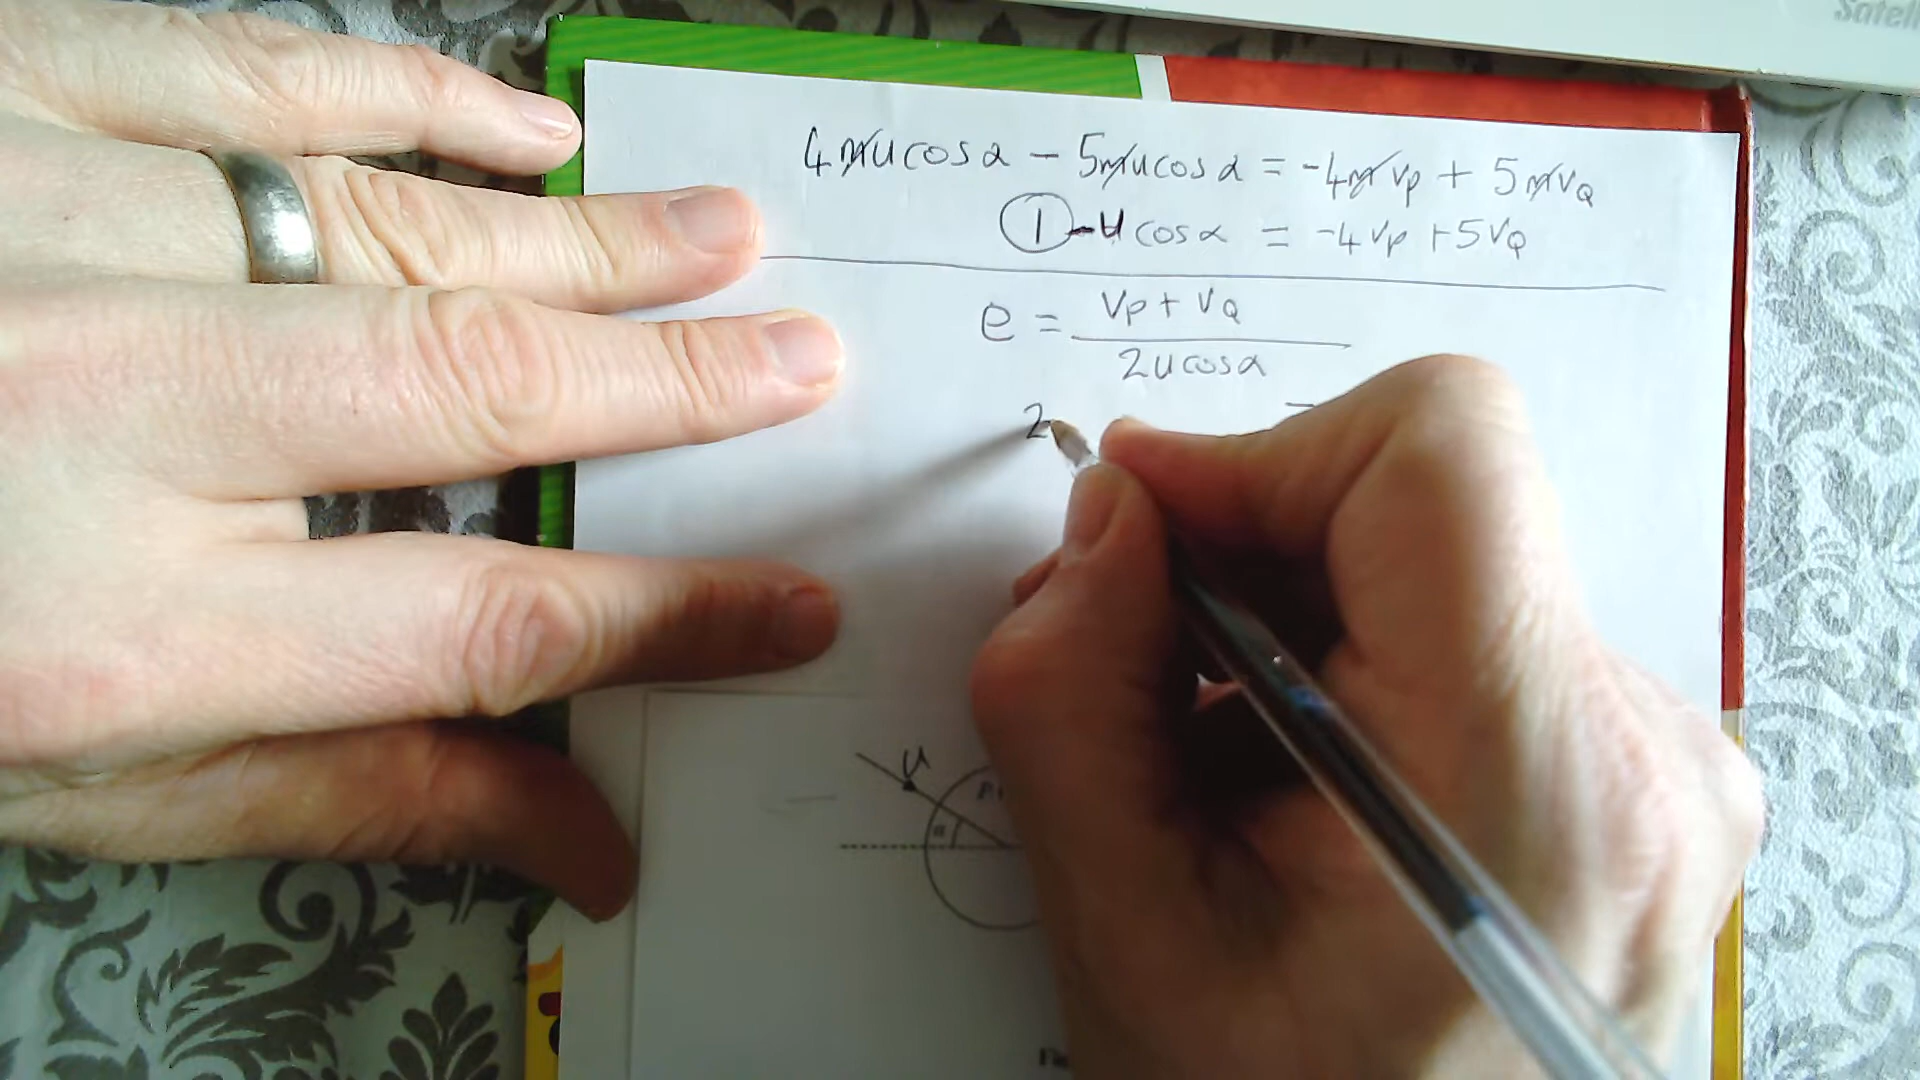 4mucosα - 5mucosα = -4mvp + 5mvQ
① -ucosα = -4vp + 5vQ
e = vp + vQ / 2ucosα
2 =
u
α